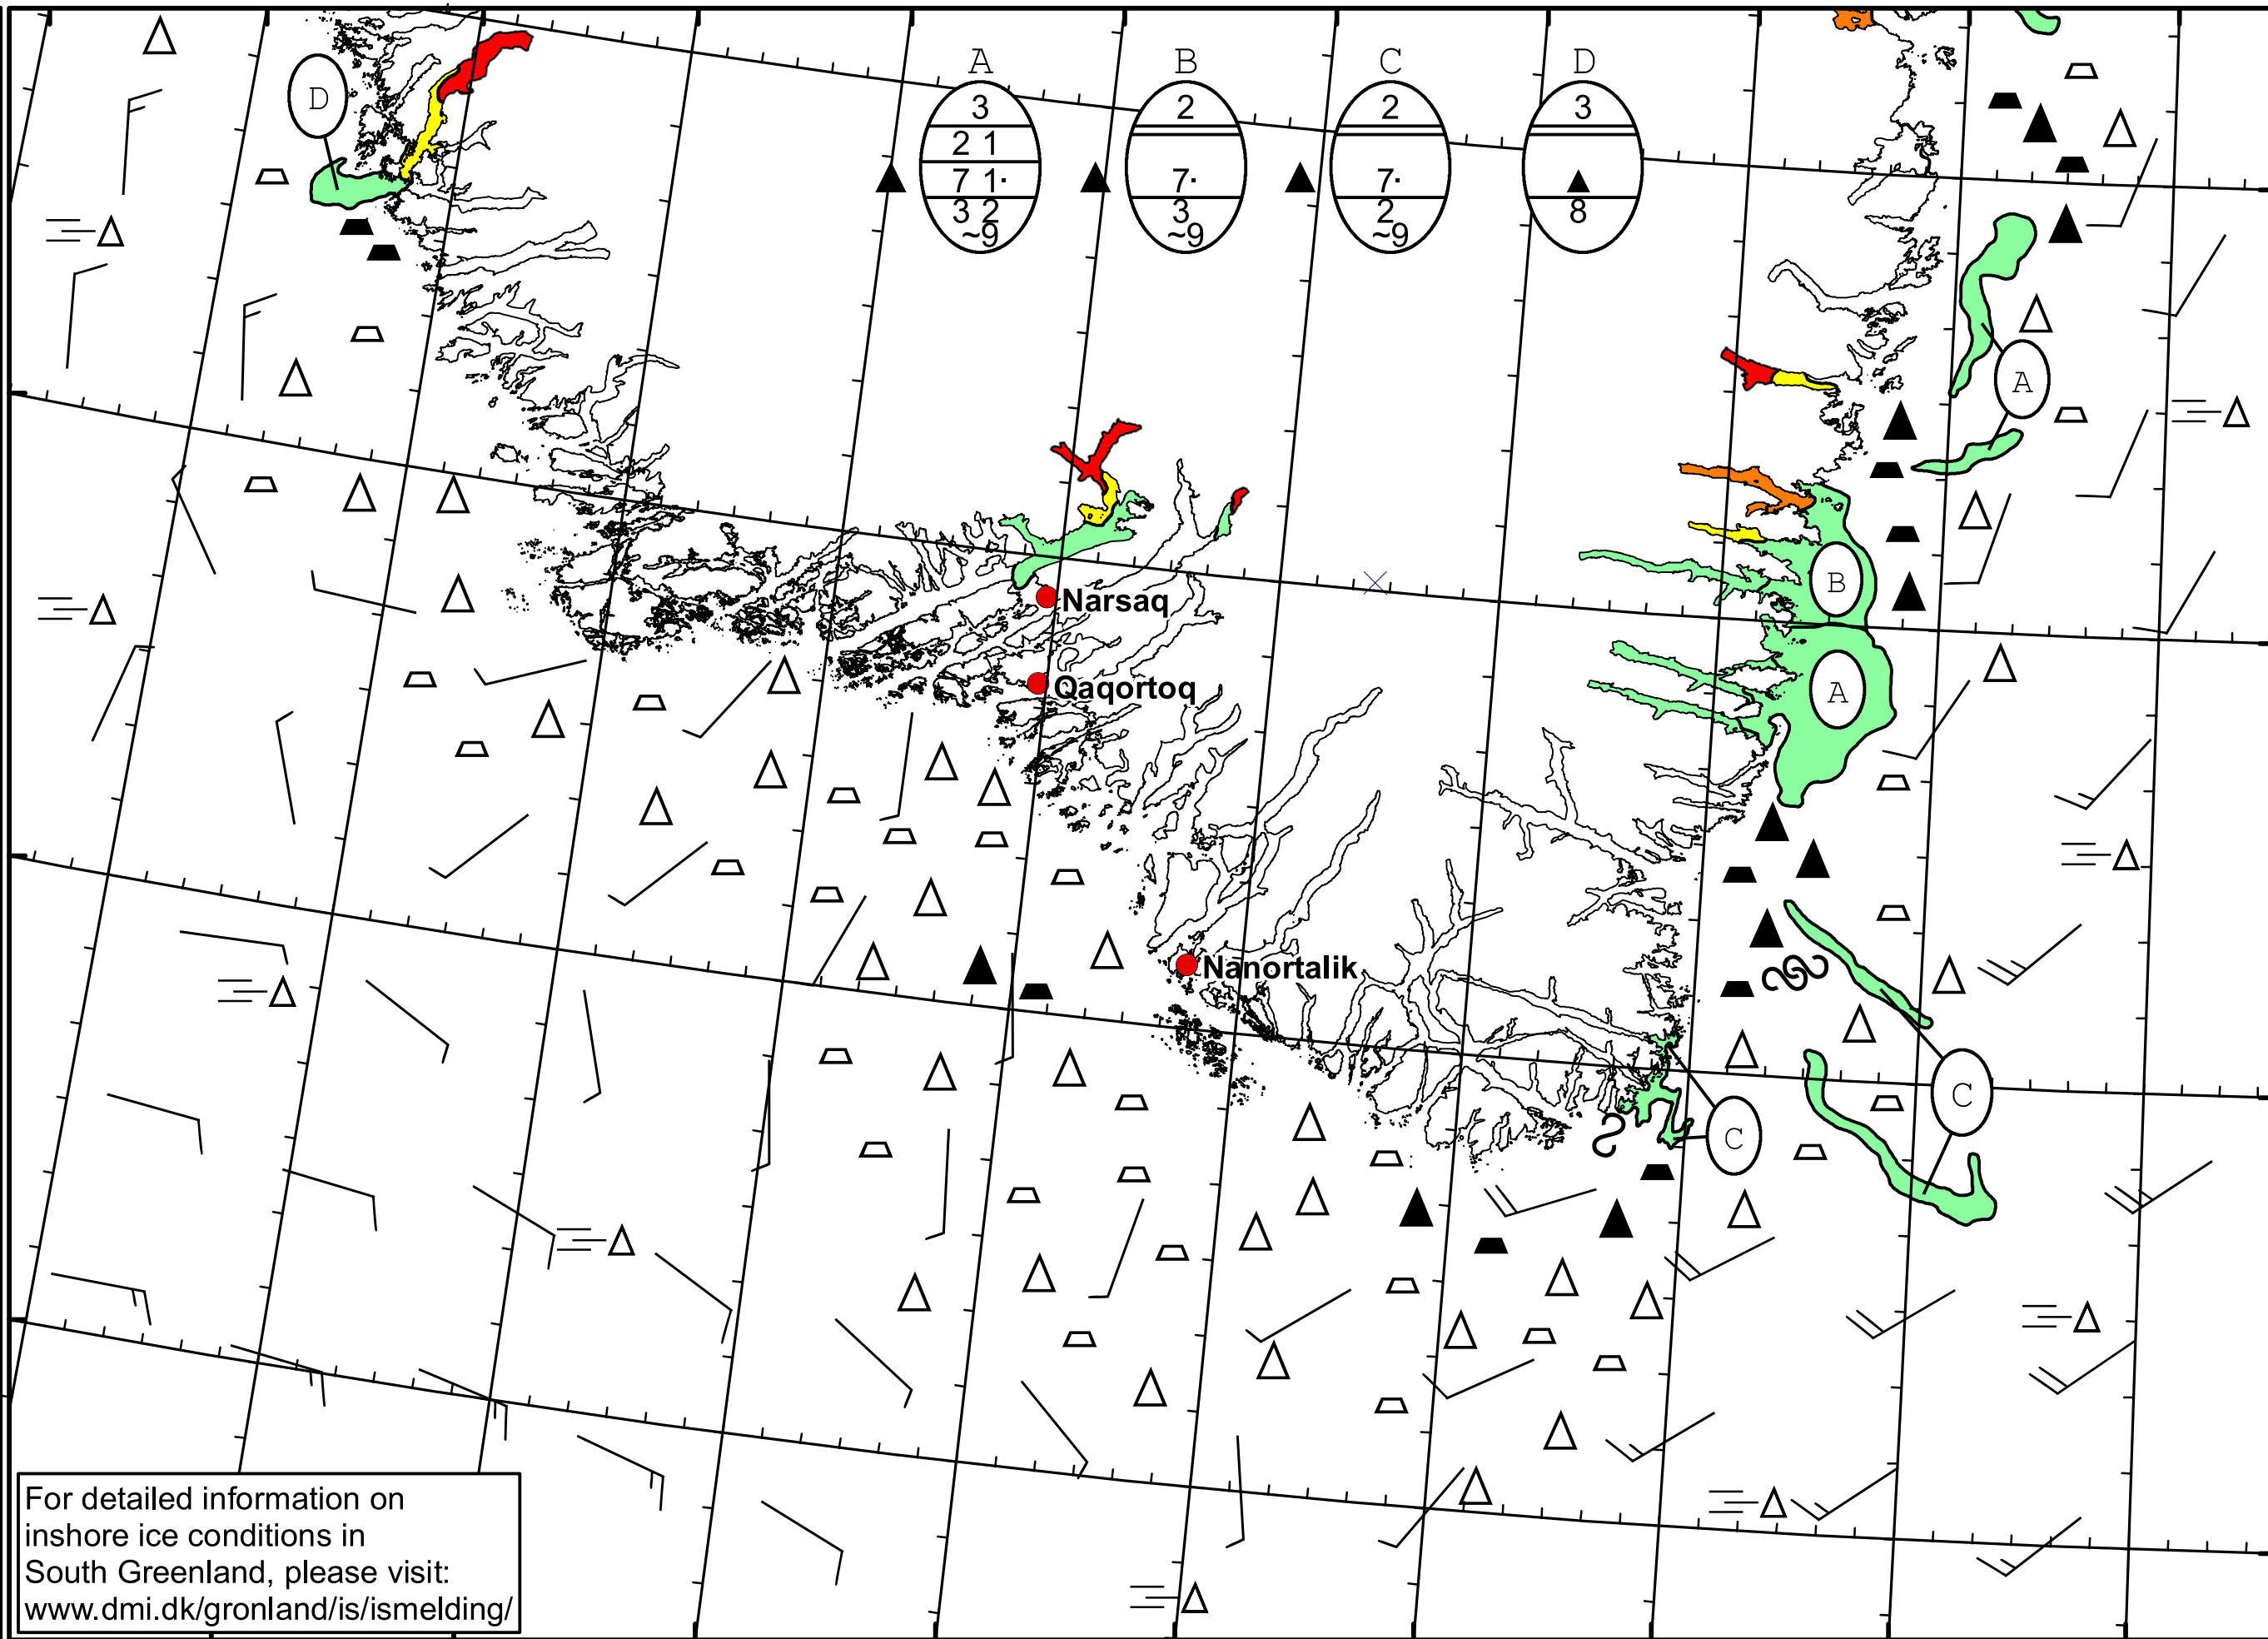 A B C D
3
2 1
7 1·
3 2
~9
2
7·
3
~9
2
7·
2
~9
3
8
D
A
B
A
C
C
Narsaq
Qaqortoq
Nanortalik
For detailed information on
inshore ice conditions in
South Greenland, please visit:
www.dmi.dk/gronland/is/ismelding/